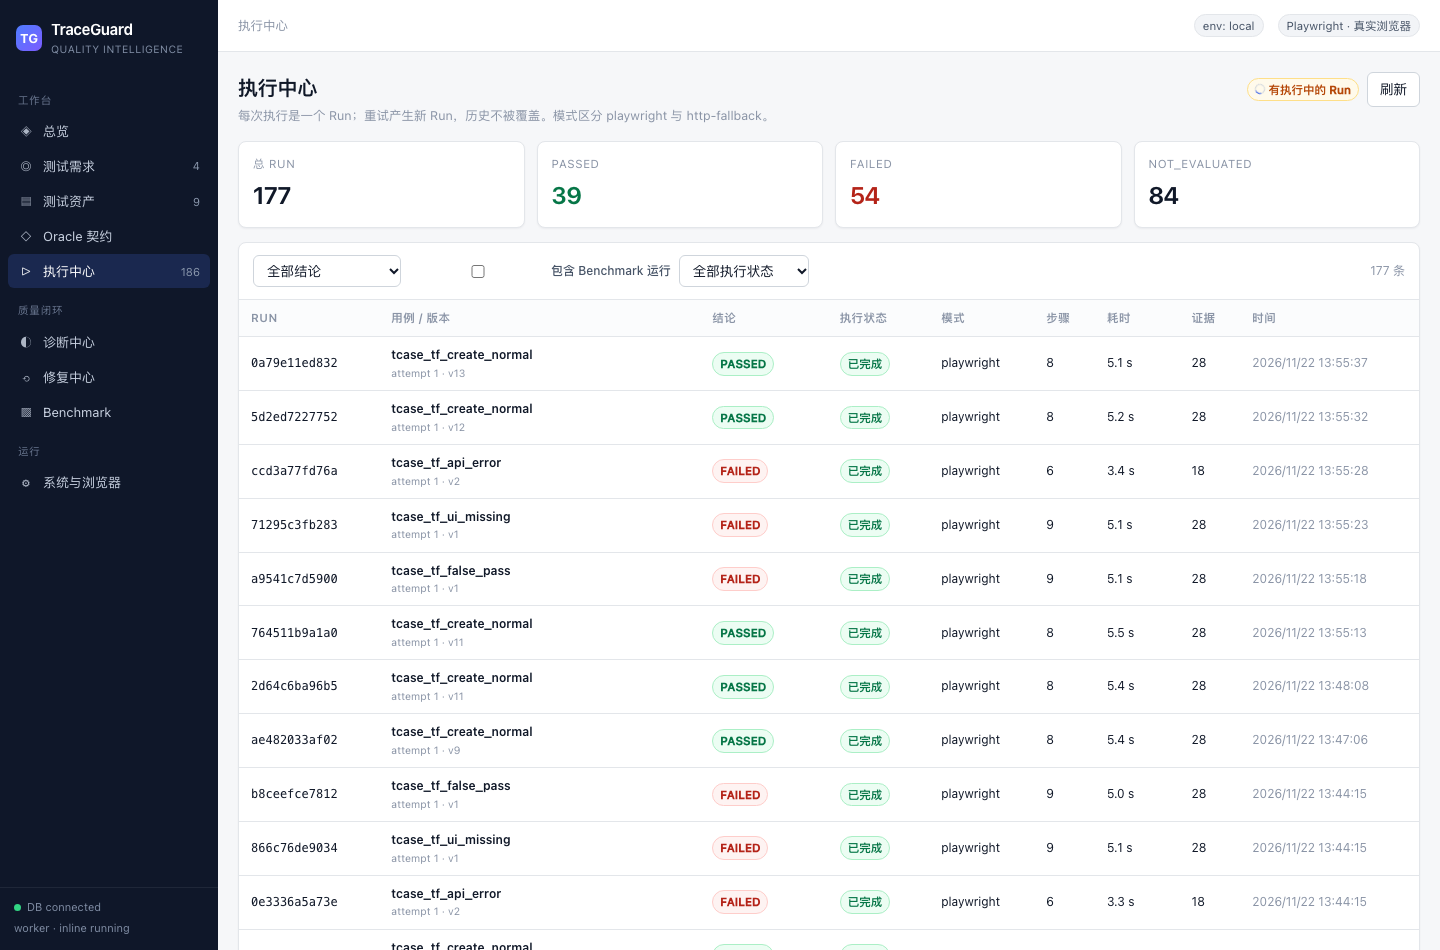 TG
TraceGuard
QUALITY INTELLIGENCE
工作台
总览
测试需求 4
测试资产 9
Oracle 契约
执行中心 186
质量闭环
诊断中心
修复中心
Benchmark
运行
系统与浏览器
DB connected
worker · inline running
执行中心
env: local
Playwright · 真实浏览器
执行中心
每次执行是一个 Run；重试产生新 Run，历史不被覆盖。模式区分 playwright 与 http-fallback。
有执行中的 Run
刷新
总 RUN
177
PASSED
39
FAILED
54
NOT_EVALUATED
84
全部结论
包含 Benchmark 运行
全部执行状态
177 条
RUN 用例 / 版本 结论 执行状态 模式 步骤 耗时 证据 时间
0a79e11ed832 tcase_tf_create_normal PASSED 已完成 playwright 8 5.1 s 28 2026/11/22 13:55:37
attempt 1 · v13
5d2ed7227752 tcase_tf_create_normal PASSED 已完成 playwright 8 5.2 s 28 2026/11/22 13:55:32
attempt 1 · v12
ccd3a77fd76a tcase_tf_api_error FAILED 已完成 playwright 6 3.4 s 18 2026/11/22 13:55:28
attempt 1 · v2
71295c3fb283 tcase_tf_ui_missing FAILED 已完成 playwright 9 5.1 s 28 2026/11/22 13:55:23
attempt 1 · v1
a9541c7d5900 tcase_tf_false_pass FAILED 已完成 playwright 9 5.1 s 28 2026/11/22 13:55:18
attempt 1 · v1
764511b9a1a0 tcase_tf_create_normal PASSED 已完成 playwright 8 5.5 s 28 2026/11/22 13:55:13
attempt 1 · v11
2d64c6ba96b5 tcase_tf_create_normal PASSED 已完成 playwright 8 5.4 s 28 2026/11/22 13:48:08
attempt 1 · v11
ae482033af02 tcase_tf_create_normal PASSED 已完成 playwright 8 5.4 s 28 2026/11/22 13:47:06
attempt 1 · v9
b8ceefce7812 tcase_tf_false_pass FAILED 已完成 playwright 9 5.0 s 28 2026/11/22 13:44:15
attempt 1 · v1
866c76de9034 tcase_tf_ui_missing FAILED 已完成 playwright 9 5.1 s 28 2026/11/22 13:44:15
attempt 1 · v1
0e3336a5a73e tcase_tf_api_error FAILED 已完成 playwright 6 3.3 s 18 2026/11/22 13:44:15
attempt 1 · v2
tcase_tf_create_normal